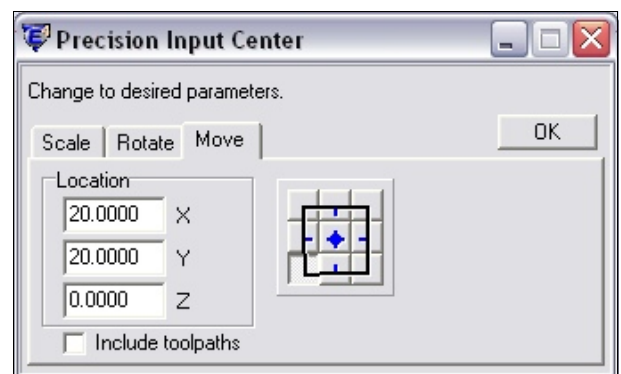 Precision Input Center
Change to desired parameters.
OK
Scale Rotate Move
Location
20.0000 X
20.0000 Y
0.0000 Z
Include toolpaths